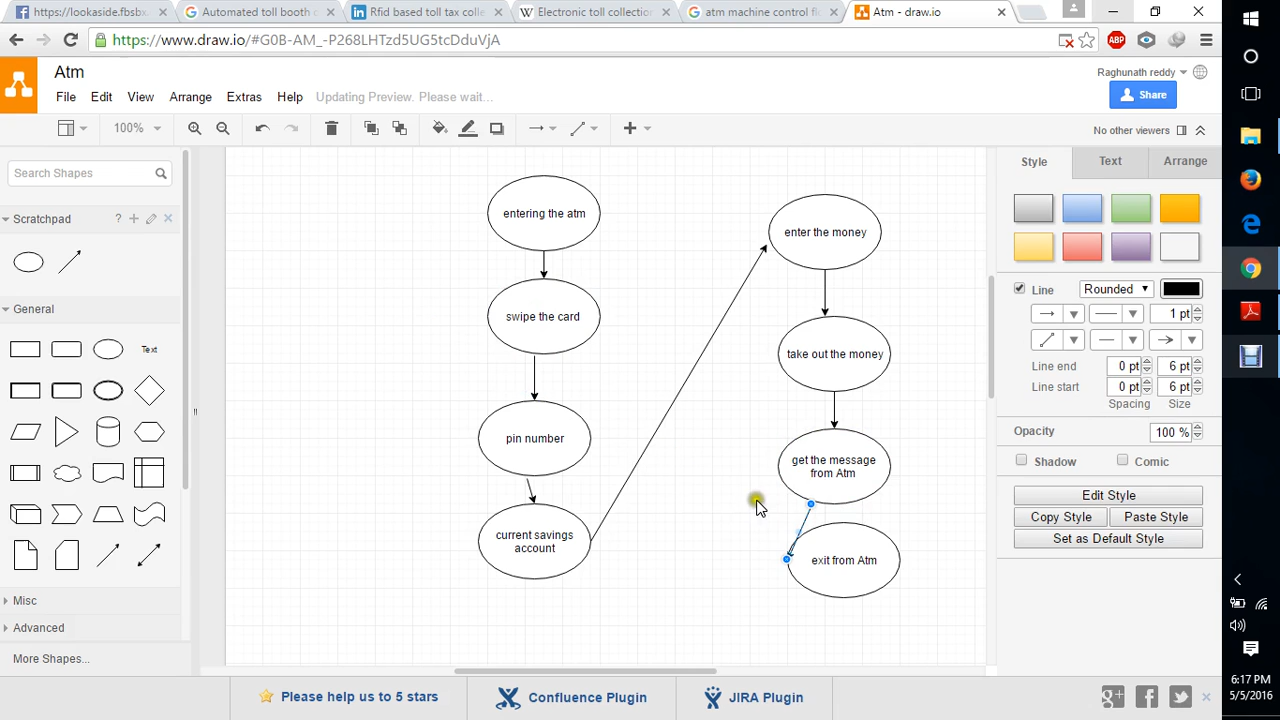 https://lookaside.fbsbx.
Automated toll booth c
Rfid based toll tax colle
Electronic toll collection
atm machine control fl
Atm - draw.io
https://www.draw.io/#G0B-AM_-P268LHTzd5UG5tcDduVjA
ABP
Atm
Raghunath reddy
File Edit View Arrange Extras Help Updating Preview. Please wait...
Share
100%
No other viewers
Search Shapes
Scratchpad
?
General
Text
Misc
Advanced
More Shapes...
entering the atm
swipe the card
pin number
current savings
account
enter the money
take out the money
get the message
from Atm
exit from Atm
Style Text Arrange
Line Rounded
1 pt
Line end 0 pt 6 pt
Line start 0 pt 6 pt
Spacing Size
Opacity 100 %
Shadow Comic
Edit Style
Copy Style Paste Style
Set as Default Style
Please help us to 5 stars
Confluence Plugin
JIRA Plugin
6:17 PM
5/5/2016